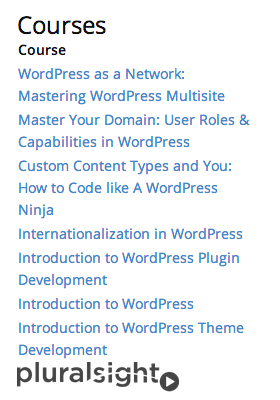 Courses
Course
WordPress as a Network:
Mastering WordPress Multisite
Master Your Domain: User Roles &
Capabilities in WordPress
Custom Content Types and You:
How to Code like A WordPress
Ninja
Internationalization in WordPress
Introduction to WordPress Plugin
Development
Introduction to WordPress
Introduction to WordPress Theme
Development
pluralsight